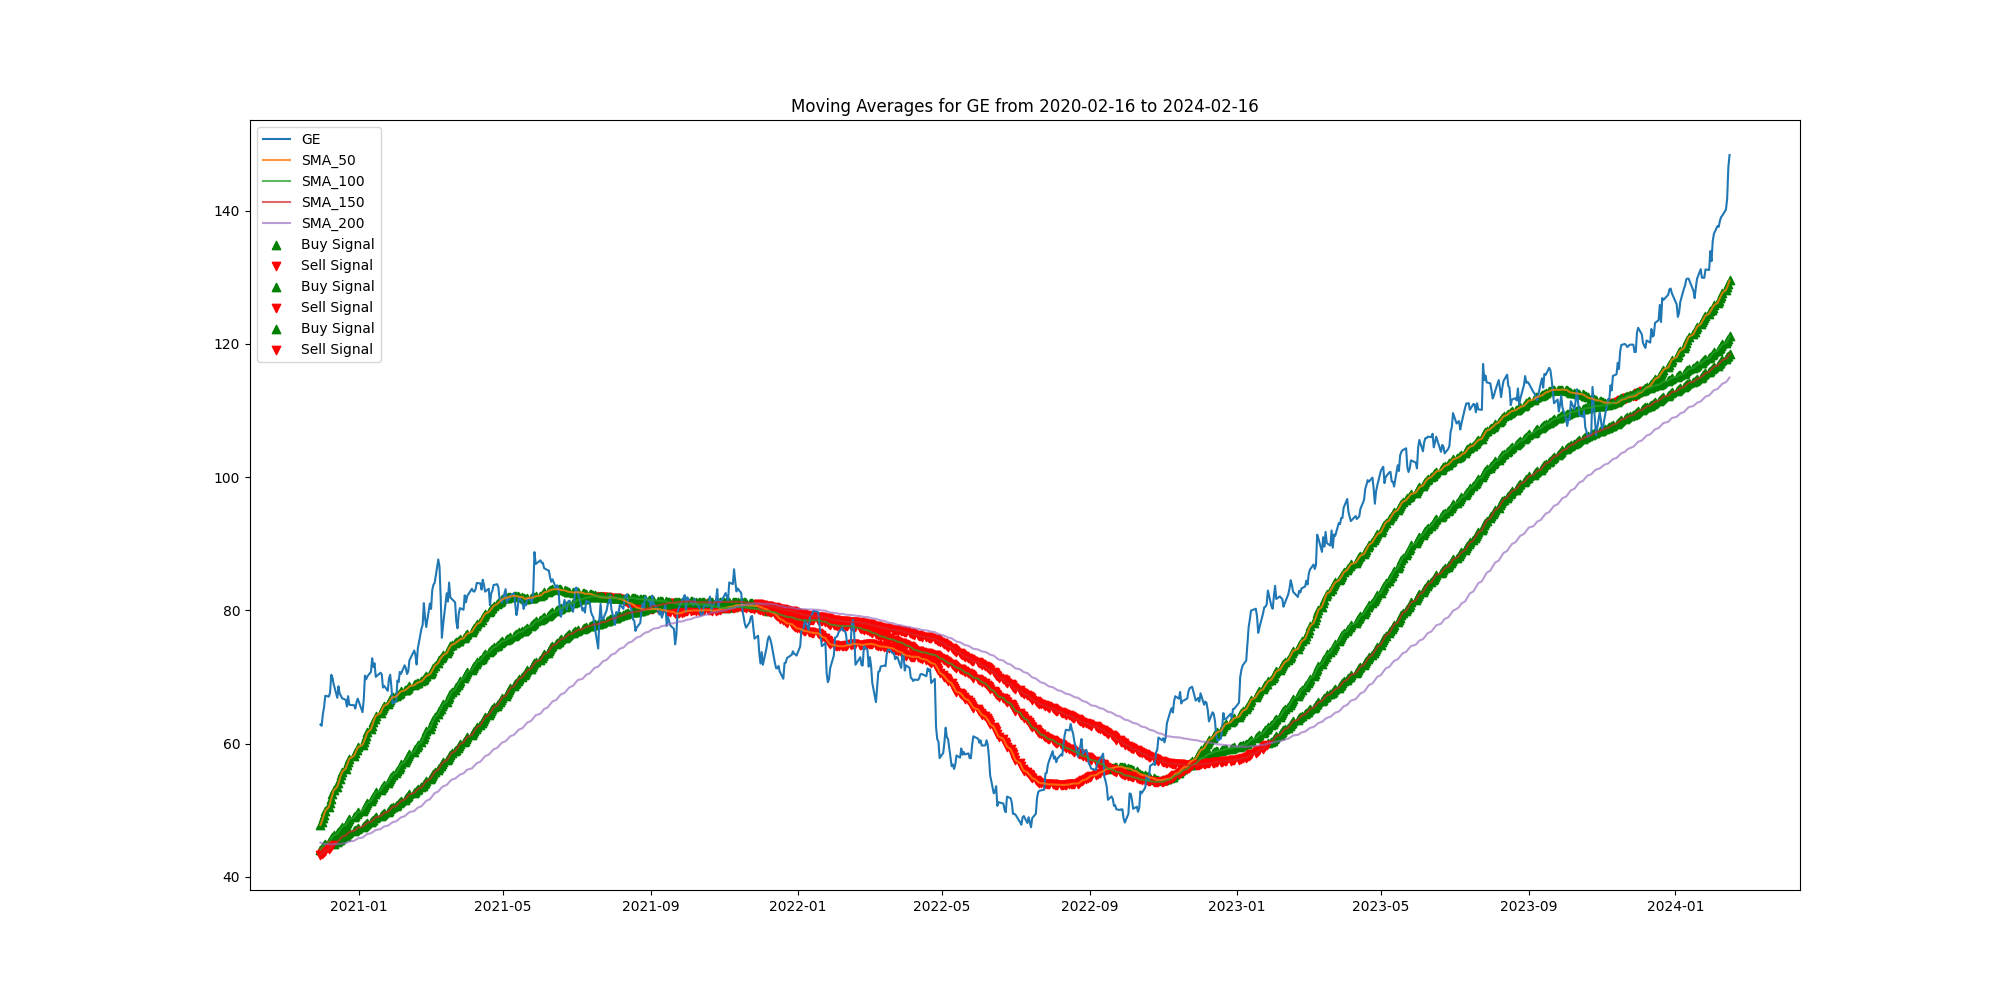 Moving Averages for GE from 2020-02-16 to 2024-02-16
GE
SMA_50
SMA_100
SMA_150
SMA_200
Buy Signal
Sell Signal
Buy Signal
Sell Signal
Buy Signal
Sell Signal
140
120
100
80
60
40
2021-01 2021-05 2021-09 2022-01 2022-05 2022-09 2023-01 2023-05 2023-09 2024-01